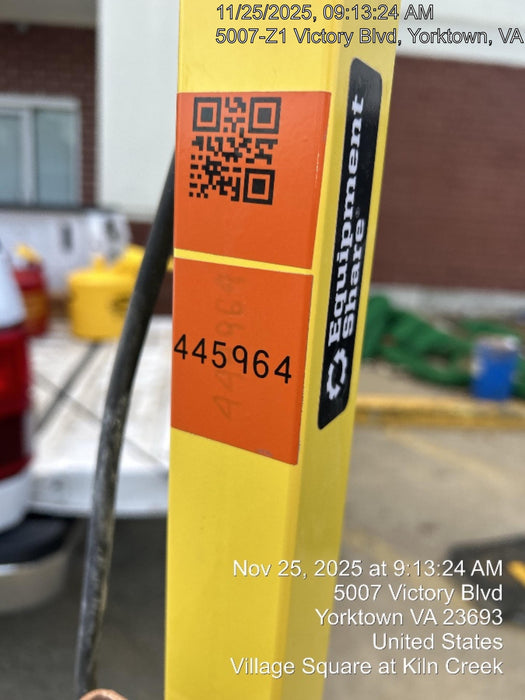 11/25/2025, 09:13:24 AM
5007-Z1 Victory Blvd, Yorktown, VA
Equipment
Share
445964
445964
Nov 25, 2025 at 9:13:24 AM
5007 Victory Blvd
Yorktown VA 23693
United States
Village Square at Kiln Creek